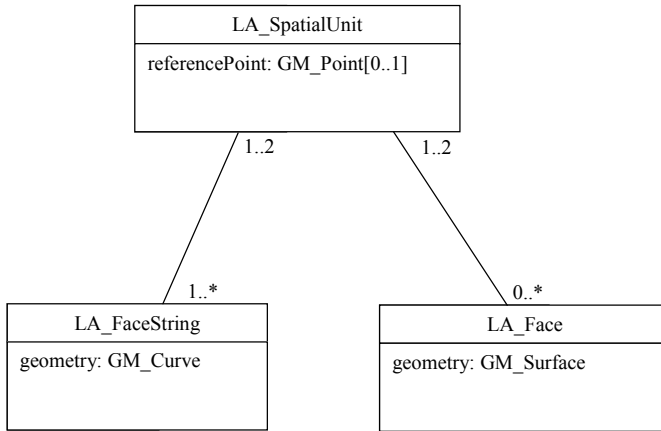 LA_SpatialUnit
referencePoint: GM_Point[0..1]
1..2
1..2
1..*
0..*
LA_FaceString
geometry: GM_Curve
LA_Face
geometry: GM_Surface